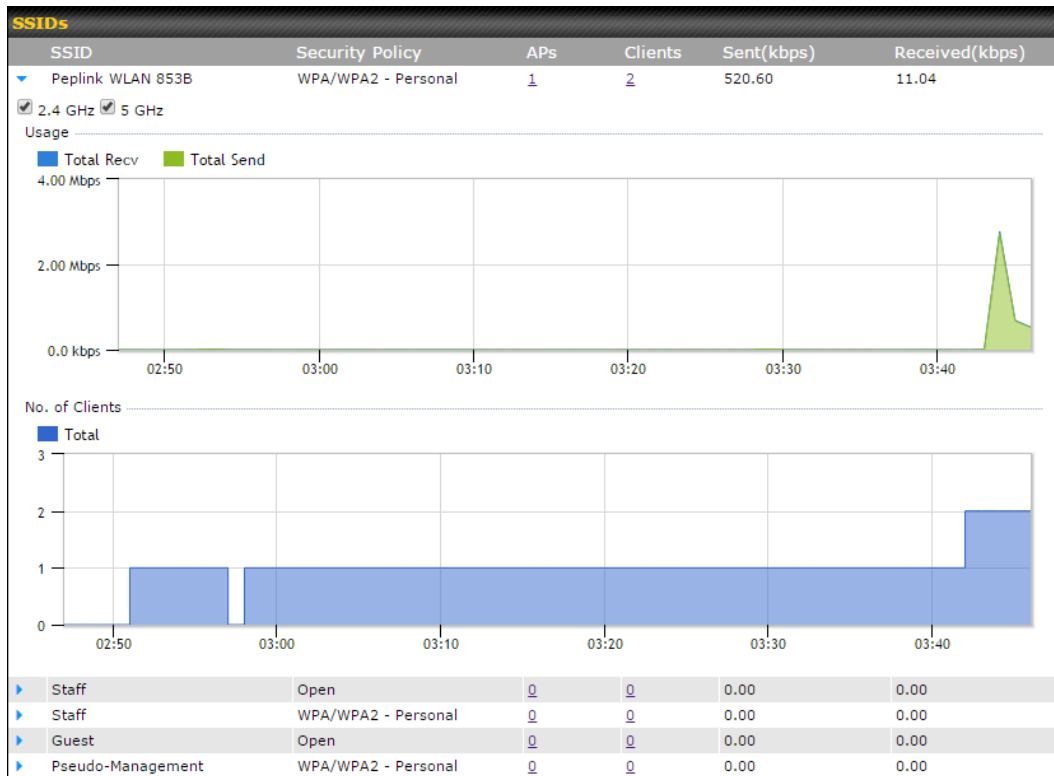 SSIDs
SSID Security Policy APs Clients Sent(kbps) Received(kbps)
Peplink WLAN 853B WPA/WPA2 - Personal 1 2 520.60 11.04
2.4 GHz 5 GHz
Usage
Total Recv Total Send
4.00 Mbps
2.00 Mbps
0.0 kbps
02:50 03:00 03:10 03:20 03:30 03:40
No. of Clients
Total
3
2
1
0
02:50 03:00 03:10 03:20 03:30 03:40
Staff Open 0 0 0.00 0.00
Staff WPA/WPA2 - Personal 0 0 0.00 0.00
Guest Open 0 0 0.00 0.00
Pseudo-Management WPA/WPA2 - Personal 0 0 0.00 0.00